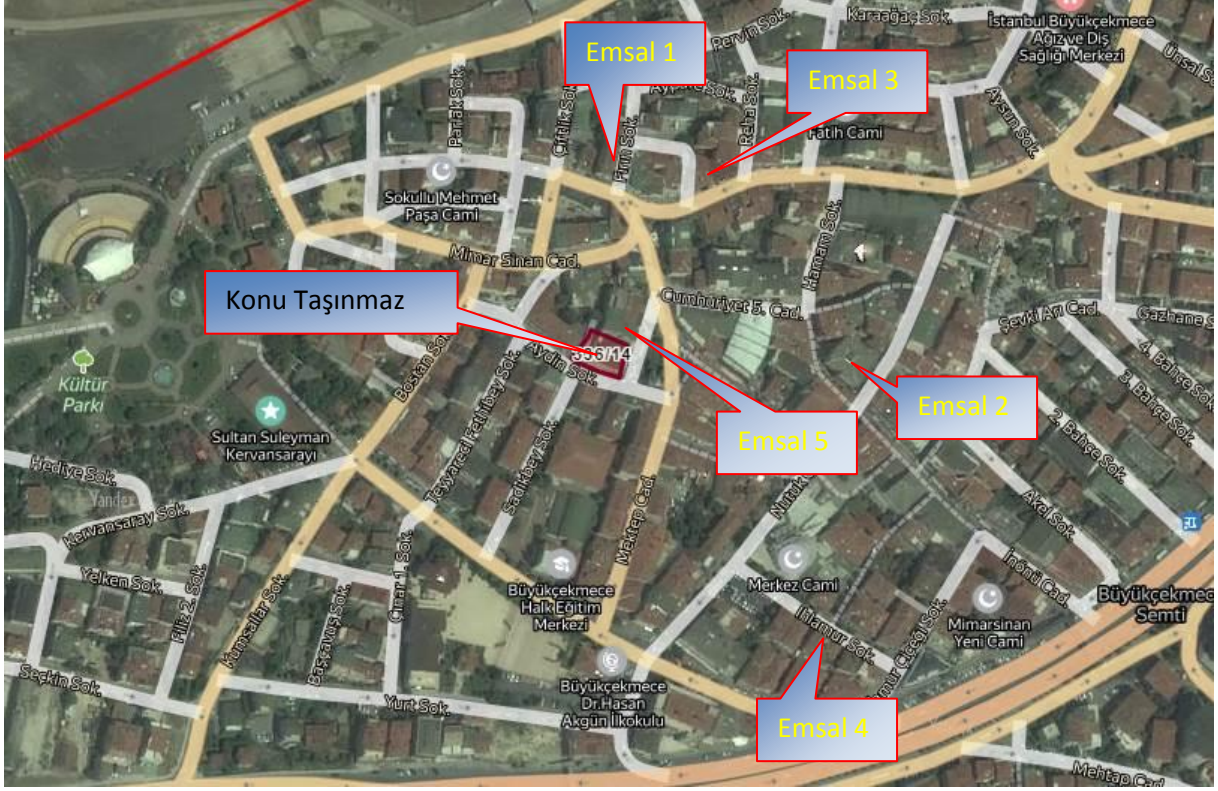 Karaağaç Sok.
İstanbul Büyükçekmece
Ağız ve Diş
Sağlığı Merkezi
Pervin Sok.
Ünsal
Emsal 1
Emsal 3
Parlak Sok.
Çiftlik Sok.
Fırın Sok.
Reha Sok.
Aysun Sok.
Fatih Cami
Sokullu Mehmet
Paşa Cami
Mimar Sinan Cad.
Hamam Sok.
Konu Taşınmaz
Cumhuriyet 5. Cad.
Şevki Arı Cad.
Gazhane S
336/14
Aydın Sok.
Bostan Sok.
Kültür
Parkı
4. Bahçe Sok.
3. Bahçe Sok.
2. Bahçe Sok.
Emsal 2
Emsal 5
Sultan Suleyman
Kervansarayı
Teyyareci Fethibey Sok.
Sadıkbey Sok.
Hediye Sok.
Yandex
Kervansaray Sok.
Mektep Cad.
Nutuk
Akel Sok.
Yelken Sok.
Filiz 2. Sok.
Kumsallar Sok.
Başçavuş Sok.
Çınar 1. Sok.
Büyükçekmece
Halk Eğitim
Merkezi
Merkez Cami
İnönü Cad.
Büyükçekmec
Semti
Mimarsinan
Yeni Cami
Ihlamur Sok.
amur Çiçeği Sok.
Seçkin Sok.
Yurt Sok.
Büyükçekmece
Dr.Hasan
Akgün İlkokulu
Emsal 4
Mehtap Cad.